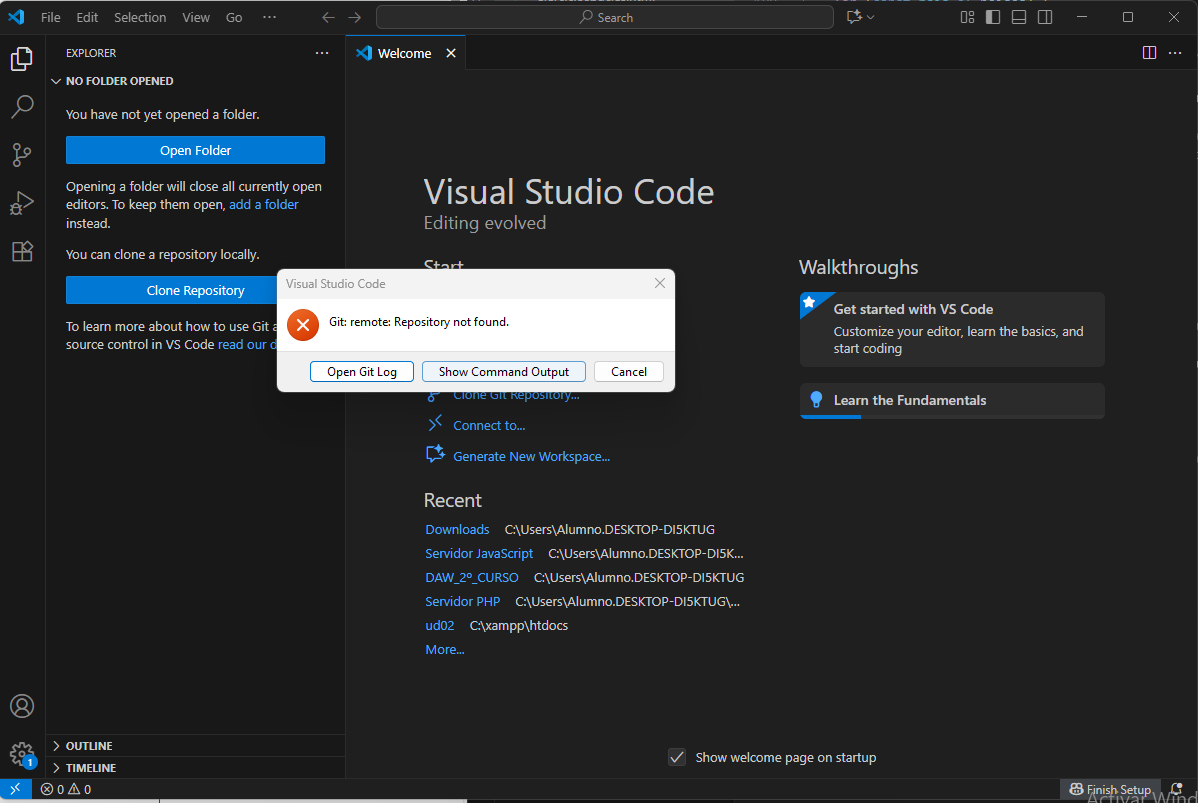 File Edit Selection View Go ··· Search
EXPLORER ···
Welcome
NO FOLDER OPENED
You have not yet opened a folder.
Open Folder
Opening a folder will close all currently open
editors. To keep them open, add a folder
instead.
You can clone a repository locally.
Clone Repository
To learn more about how to use Git a
source control in VS Code read our d
OUTLINE
TIMELINE
Visual Studio Code
Editing evolved
Start
Visual Studio Code
Git: remote: Repository not found.
Open Git Log Show Command Output Cancel
Clone Git Repository...
Connect to...
Generate New Workspace...
Recent
Downloads C:\Users\Alumno.DESKTOP-DI5KTUG
Servidor JavaScript C:\Users\Alumno.DESKTOP-DI5K...
DAW_2º_CURSO C:\Users\Alumno.DESKTOP-DI5KTUG
Servidor PHP C:\Users\Alumno.DESKTOP-DI5KTUG\...
ud02 C:\xampp\htdocs
More...
Walkthroughs
Get started with VS Code
Customize your editor, learn the basics, and
start coding
Learn the Fundamentals
Show welcome page on startup
1
0 0
Finish Setup
Activar Wind